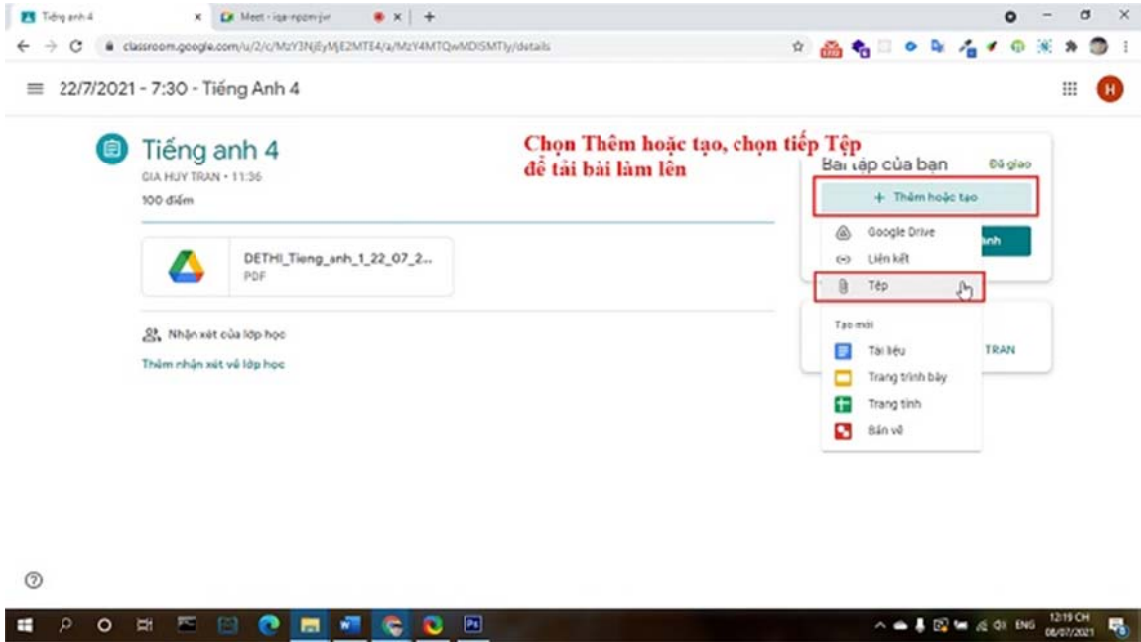 Tiếng anh 4
Meet - iqa-npzm-jvr
classroom.google.com/u/2/c/MzY3NjEyMjE2MTE4/a/MzY4MTQwMDI5MTIy/details
22/7/2021 - 7:30 - Tiếng Anh 4
H
Chọn Thêm hoặc tạo, chọn tiếp Tệp
để tải bài làm lên
Tiếng anh 4
GIA HUY TRAN • 11:36
100 điểm
Bài tập của bạn
Đã giao
+ Thêm hoặc tạo
Google Drive
Liên kết
Tệp
Tạo mới
Tài liệu
TRAN
Trang trình bày
Trang tính
Bản vẽ
DETHI_Tieng_anh_1_22_07_2...
PDF
Nhận xét của lớp học
Thêm nhận xét về lớp học
Ps
ENG
12:19 CH
06/07/2021